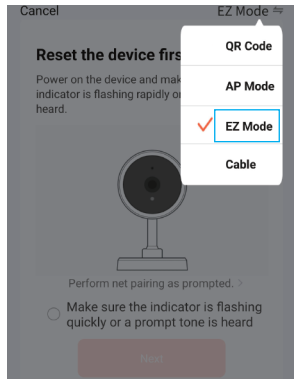 Cancel
EZ Mode
Reset the device firs
Power on the device and mak
indicator is flashing rapidly o
heard.
QR Code
AP Mode
EZ Mode
Cable
Perform net pairing as prompted. >
Make sure the indicator is flashing
quickly or a prompt tone is heard
Next